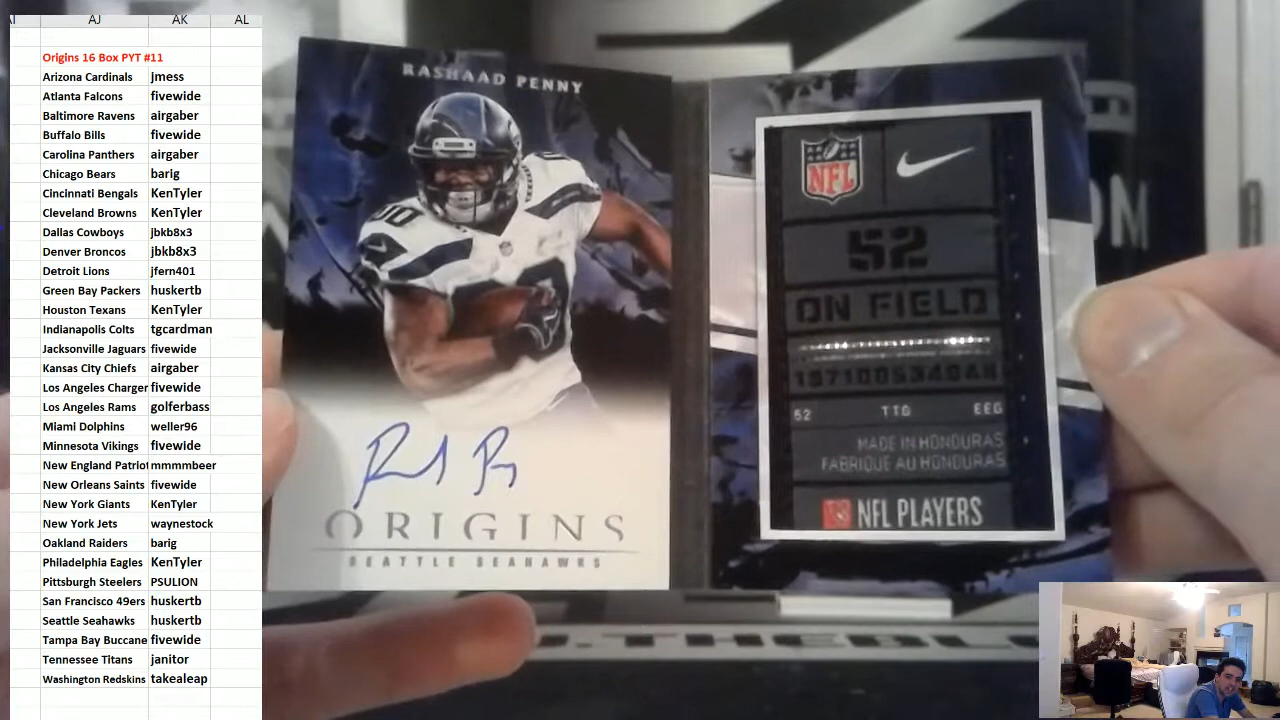 AJ AK AL
Origins 16 Box PYT #11
Arizona Cardinals jmess
Atlanta Falcons fivewide
Baltimore Ravens airgaber
Buffalo Bills fivewide
Carolina Panthers airgaber
Chicago Bears barig
Cincinnati Bengals KenTyler
Cleveland Browns KenTyler
Dallas Cowboys jbkb8x3
Denver Broncos jbkb8x3
Detroit Lions jfern401
Green Bay Packers huskertb
Houston Texans KenTyler
Indianapolis Colts tgcardman
Jacksonville Jaguars fivewide
Kansas City Chiefs airgaber
Los Angeles Charger fivewide
Los Angeles Rams golferbass
Miami Dolphins weller96
Minnesota Vikings fivewide
New England Patriot mmmmbeer
New Orleans Saints fivewide
New York Giants KenTyler
New York Jets waynestock
Oakland Raiders barig
Philadelphia Eagles KenTyler
Pittsburgh Steelers PSULION
San Francisco 49ers huskertb
Seattle Seahawks huskertb
Tampa Bay Buccane fivewide
Tennessee Titans janitor
Washington Redskins takealeap
RASHAAD PENNY
ORIGINS
SEATTLE SEAHAWKS
NFL
52
ON FIELD
52 TTG EEG
MADE IN HONDURAS
FABRIQUE AU HONDURAS
NFL PLAYERS